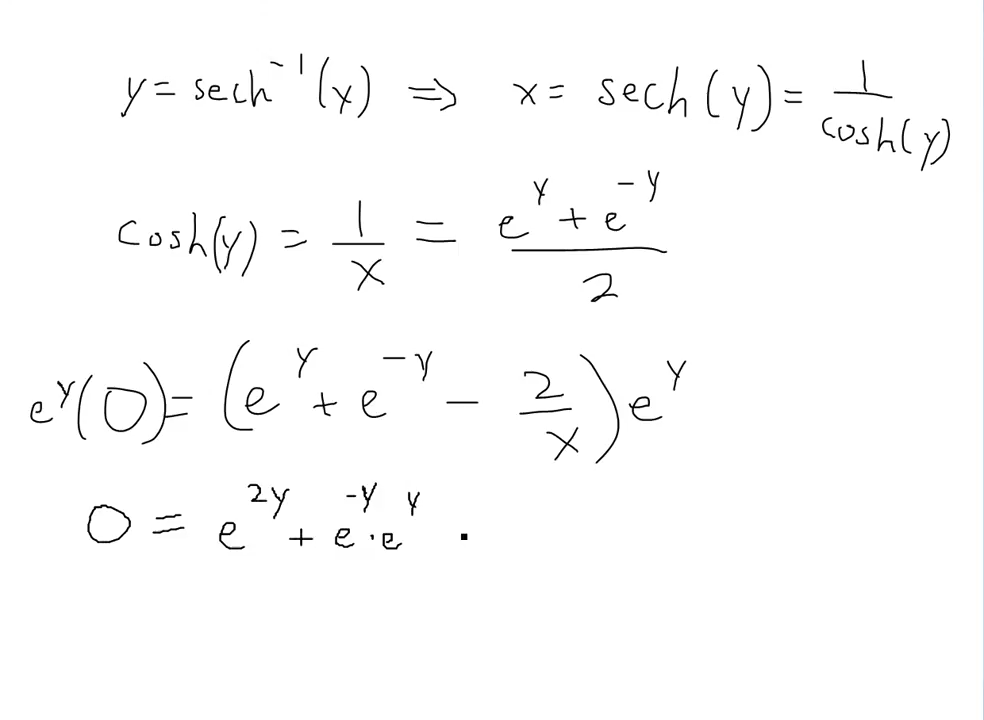 y = sech⁻¹(x) ⇒ x = sech(y) = 1/cosh(y)
cosh(y) = 1/x = (e^y + e^-y)/2
e^y(0) = (e^y + e^-y - 2/x)e^y
0 = e^2y + e^-y · e^y ·